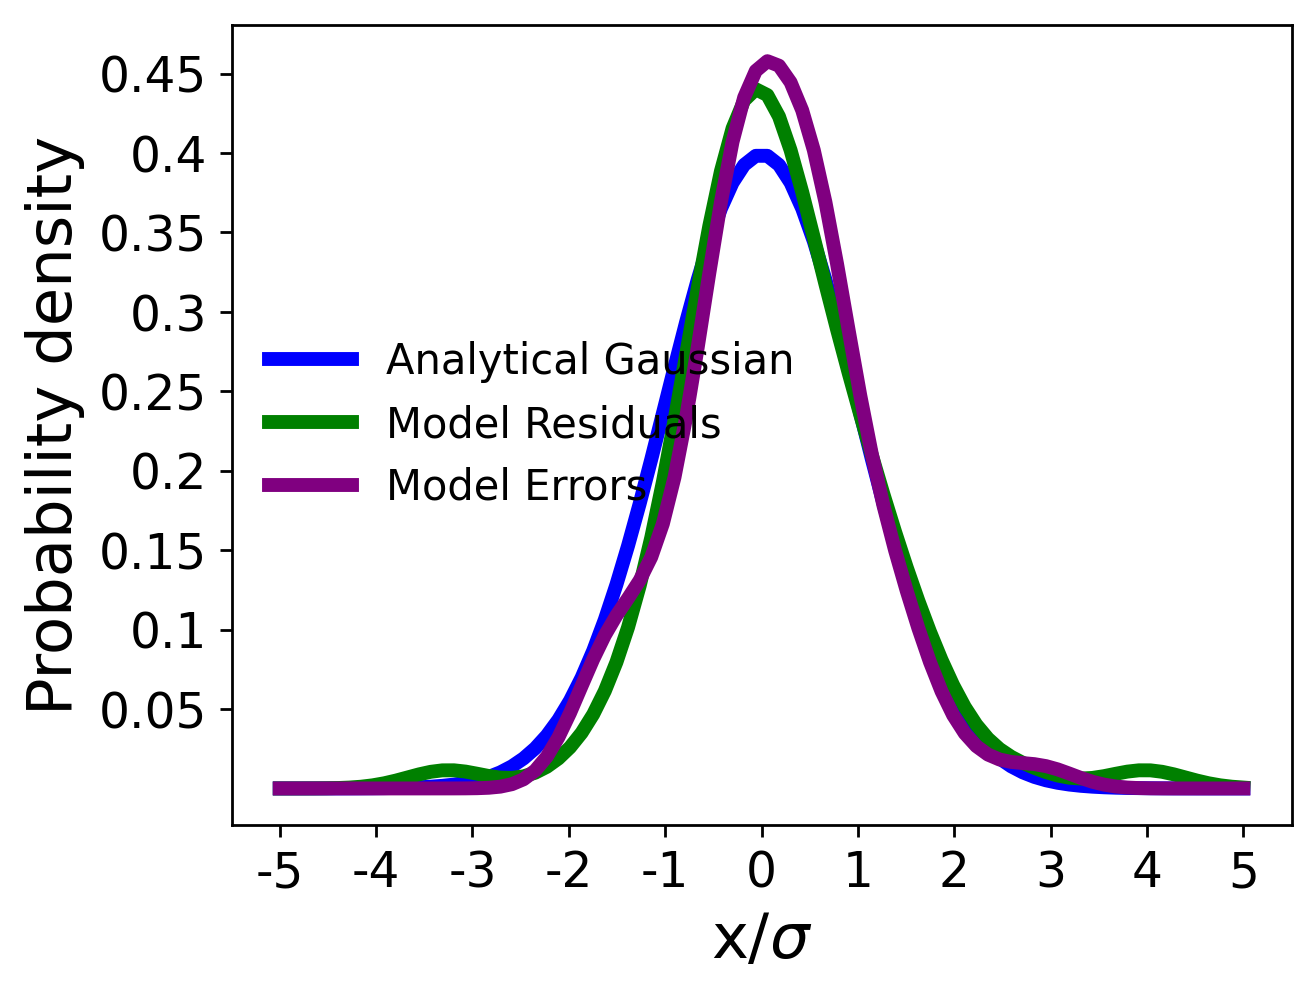 Probability density
0.45
0.4
0.35
0.3
0.25
0.2
0.15
0.1
0.05
Analytical Gaussian
Model Residuals
Model Errors
-5 -4 -3 -2 -1 0 1 2 3 4 5
x/σ